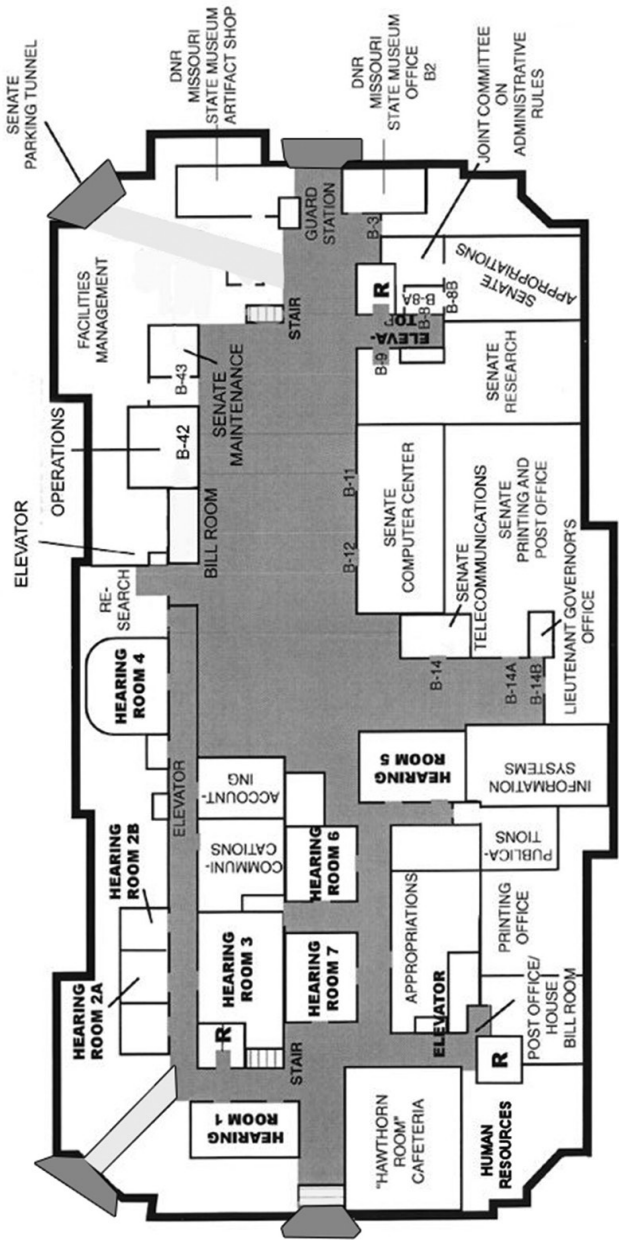 SENATE
PARKING TUNNEL
DNR
MISSOURI
STATE MUSEUM
ARTIFACT SHOP
DNR
MISSOURI
STATE MUSEUM
OFFICE
B2
JOINT COMMITTEE
ON
ADMINISTRATIVE
RULES
FACILITIES
MANAGEMENT
GUARD
STATION
B-3
STAIR
R
B-8A
B-8
B-8B
SENATE
APPROPRIATIONS
ELEVA-
TOR
B-9
OPERATIONS
B-43
SENATE
MAINTENANCE
B-42
SENATE
RESEARCH
ELEVATOR
BILL ROOM
B-11
B-12
SENATE
COMPUTER CENTER
SENATE
PRINTING AND
POST OFFICE
SENATE
TELECOMMUNICATIONS
RE-
SEARCH
B-14
B-14A
B-14B
LIEUTENANT GOVERNOR'S
OFFICE
HEARING
ROOM 4
ELEVATOR
ACCOUNT-
ING
HEARING
ROOM 5
INFORMATION
SYSTEMS
HEARING
ROOM 2B
COMMUNI-
CATIONS
HEARING
ROOM 6
PUBLICA-
TIONS
HEARING
ROOM 2A
HEARING
ROOM 3
HEARING
ROOM 7
APPROPRIATIONS
PRINTING
OFFICE
R
STAIR
ELEVATOR
POST OFFICE/
HOUSE
BILL ROOM
R
HEARING
ROOM 1
"HAWTHORN
ROOM"
CAFETERIA
HUMAN
RESOURCES